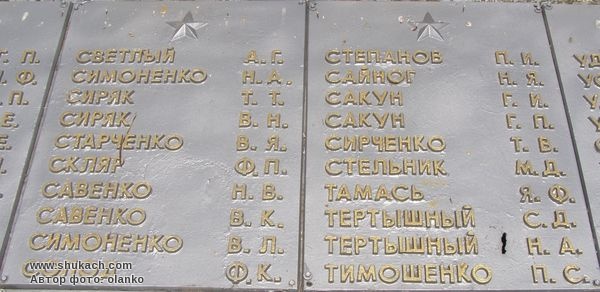 СВЕТЛЫЙ А. Г.
СИМОНЕНКО Н. А.
СИРЯК Т. Т.
СИРЯК В. Н.
СТАРЧЕНКО В. Я.
СКЛЯР Ф. П.
САВЕНКО Н. В.
САВЕНКО В. К.
СИМОНЕНКО В. Л.
СОЛОД Ф. К.
СТЕПАНОВ П. И.
САЙНОГ Н. Я.
САКУН Г. И.
САКУН Г. П.
СИРЧЕНКО Т. В.
СТЕЛЬНИК М. Д.
ТАМАСЬ Я. Ф.
ТЕРТЫШНЫЙ С. Д.
ТЕРТЫШНЫЙ Н. А.
ТИМОШЕНКО П. С.
www.shukach.com
Автор фото- olanko